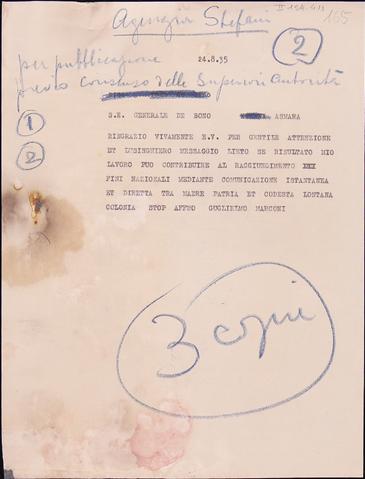 Agenzia Stefani
165
2
per pubblicazione
24.8.35
previo consenso delle Superiori Autorità
1
S.E. GENERALE DE BONO ASMARA
2
RINGRAZIO VIVAMENTE E.V. PER GENTILE ATTENZIONE
ET LUSINGHIERO MESSAGGIO LIETO SE RISULTATO MIO
LAVORO PUO CONTRIBUIRE AL RAGGIUNGIMENTO
FINI NAZIONALI MEDIANTE COMUNICAZIONE ISTANTANEA
ET DIRETTA TRA MADRE PATRIA ET CODESTA LONTANA
COLONIA STOP AFFMO GUGLIELMO MARCONI
3 copie